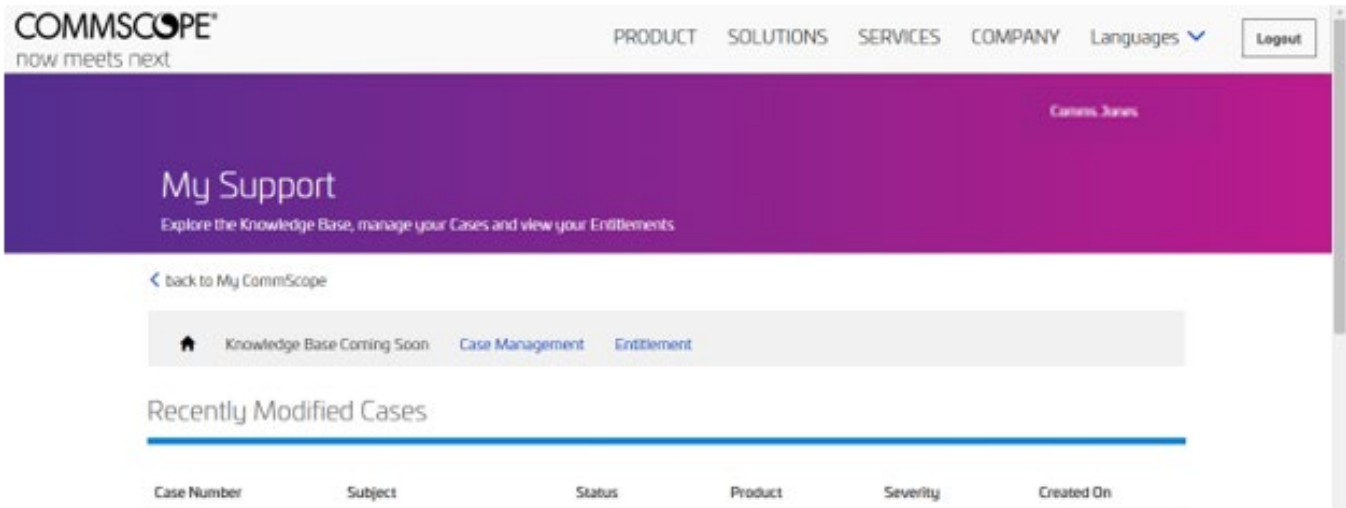 COMMSCOPE®
now meets next
PRODUCT SOLUTIONS SERVICES COMPANY Languages
Logout
Comms Jones
My Support
Explore the Knowledge Base, manage your Cases and view your Entitlements
back to My CommScope
Knowledge Base Coming Soon Case Management Entitlement
Recently Modified Cases
Case Number Subject Status Product Severity Created On